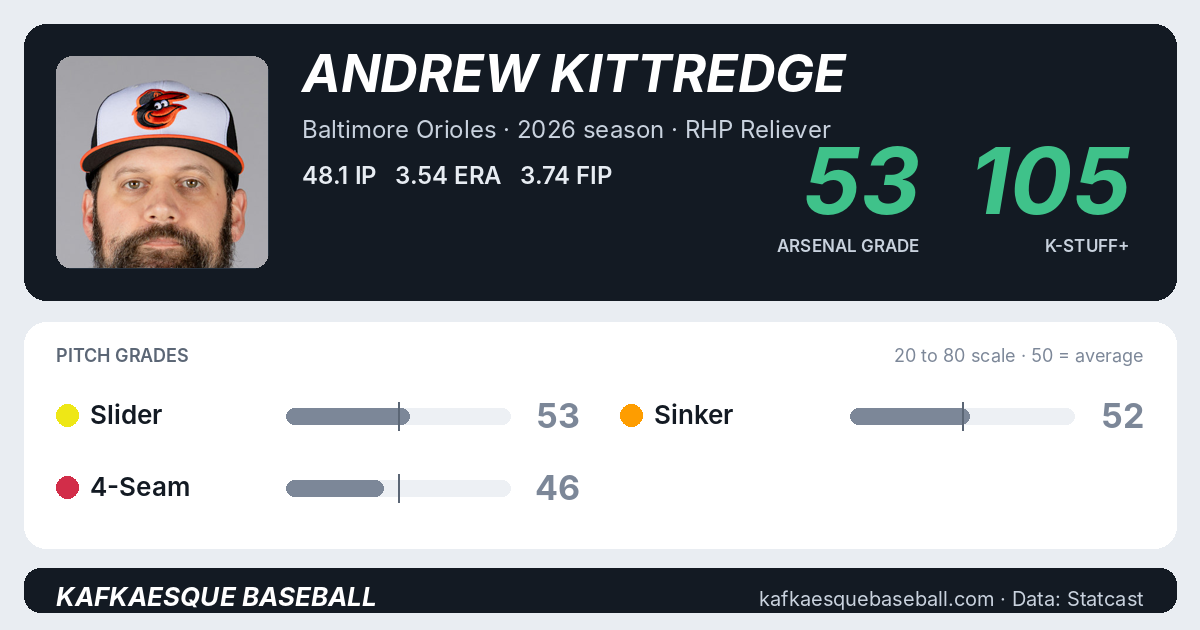 ANDREW KITTREDGE
Baltimore Orioles · 2026 season · RHP Reliever
48.1 IP 3.54 ERA 3.74 FIP
53 105
ARSENAL GRADE K-STUFF+
PITCH GRADES 20 to 80 scale · 50 = average
Slider 53 Sinker 52
4-Seam 46
KAFKAESQUE BASEBALL kafkaesquebaseball.com · Data: Statcast